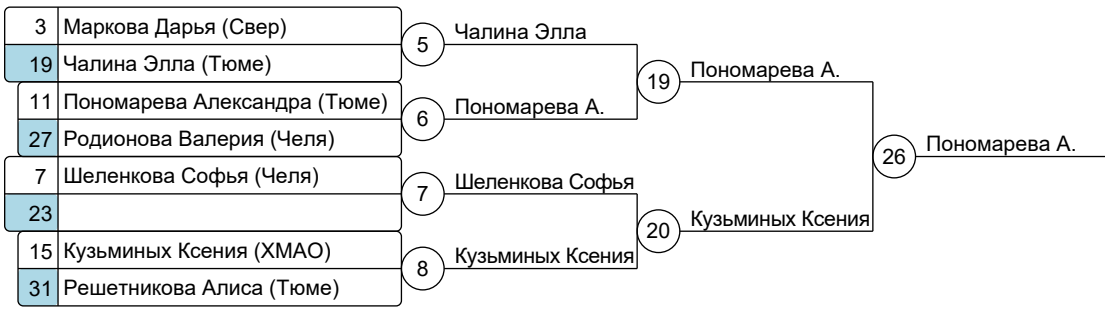 3 Маркова Дарья (Свер)
19 Чалина Элла (Тюме)
5 Чалина Элла
11 Пономарева Александра (Тюме)
27 Родионова Валерия (Челя)
6 Пономарева А.
19 Пономарева А.
7 Шеленкова Софья (Челя)
23
7 Шеленкова Софья
15 Кузьминых Ксения (ХМАО)
31 Решетникова Алиса (Тюме)
8 Кузьминых Ксения
20 Кузьминых Ксения
26 Пономарева А.